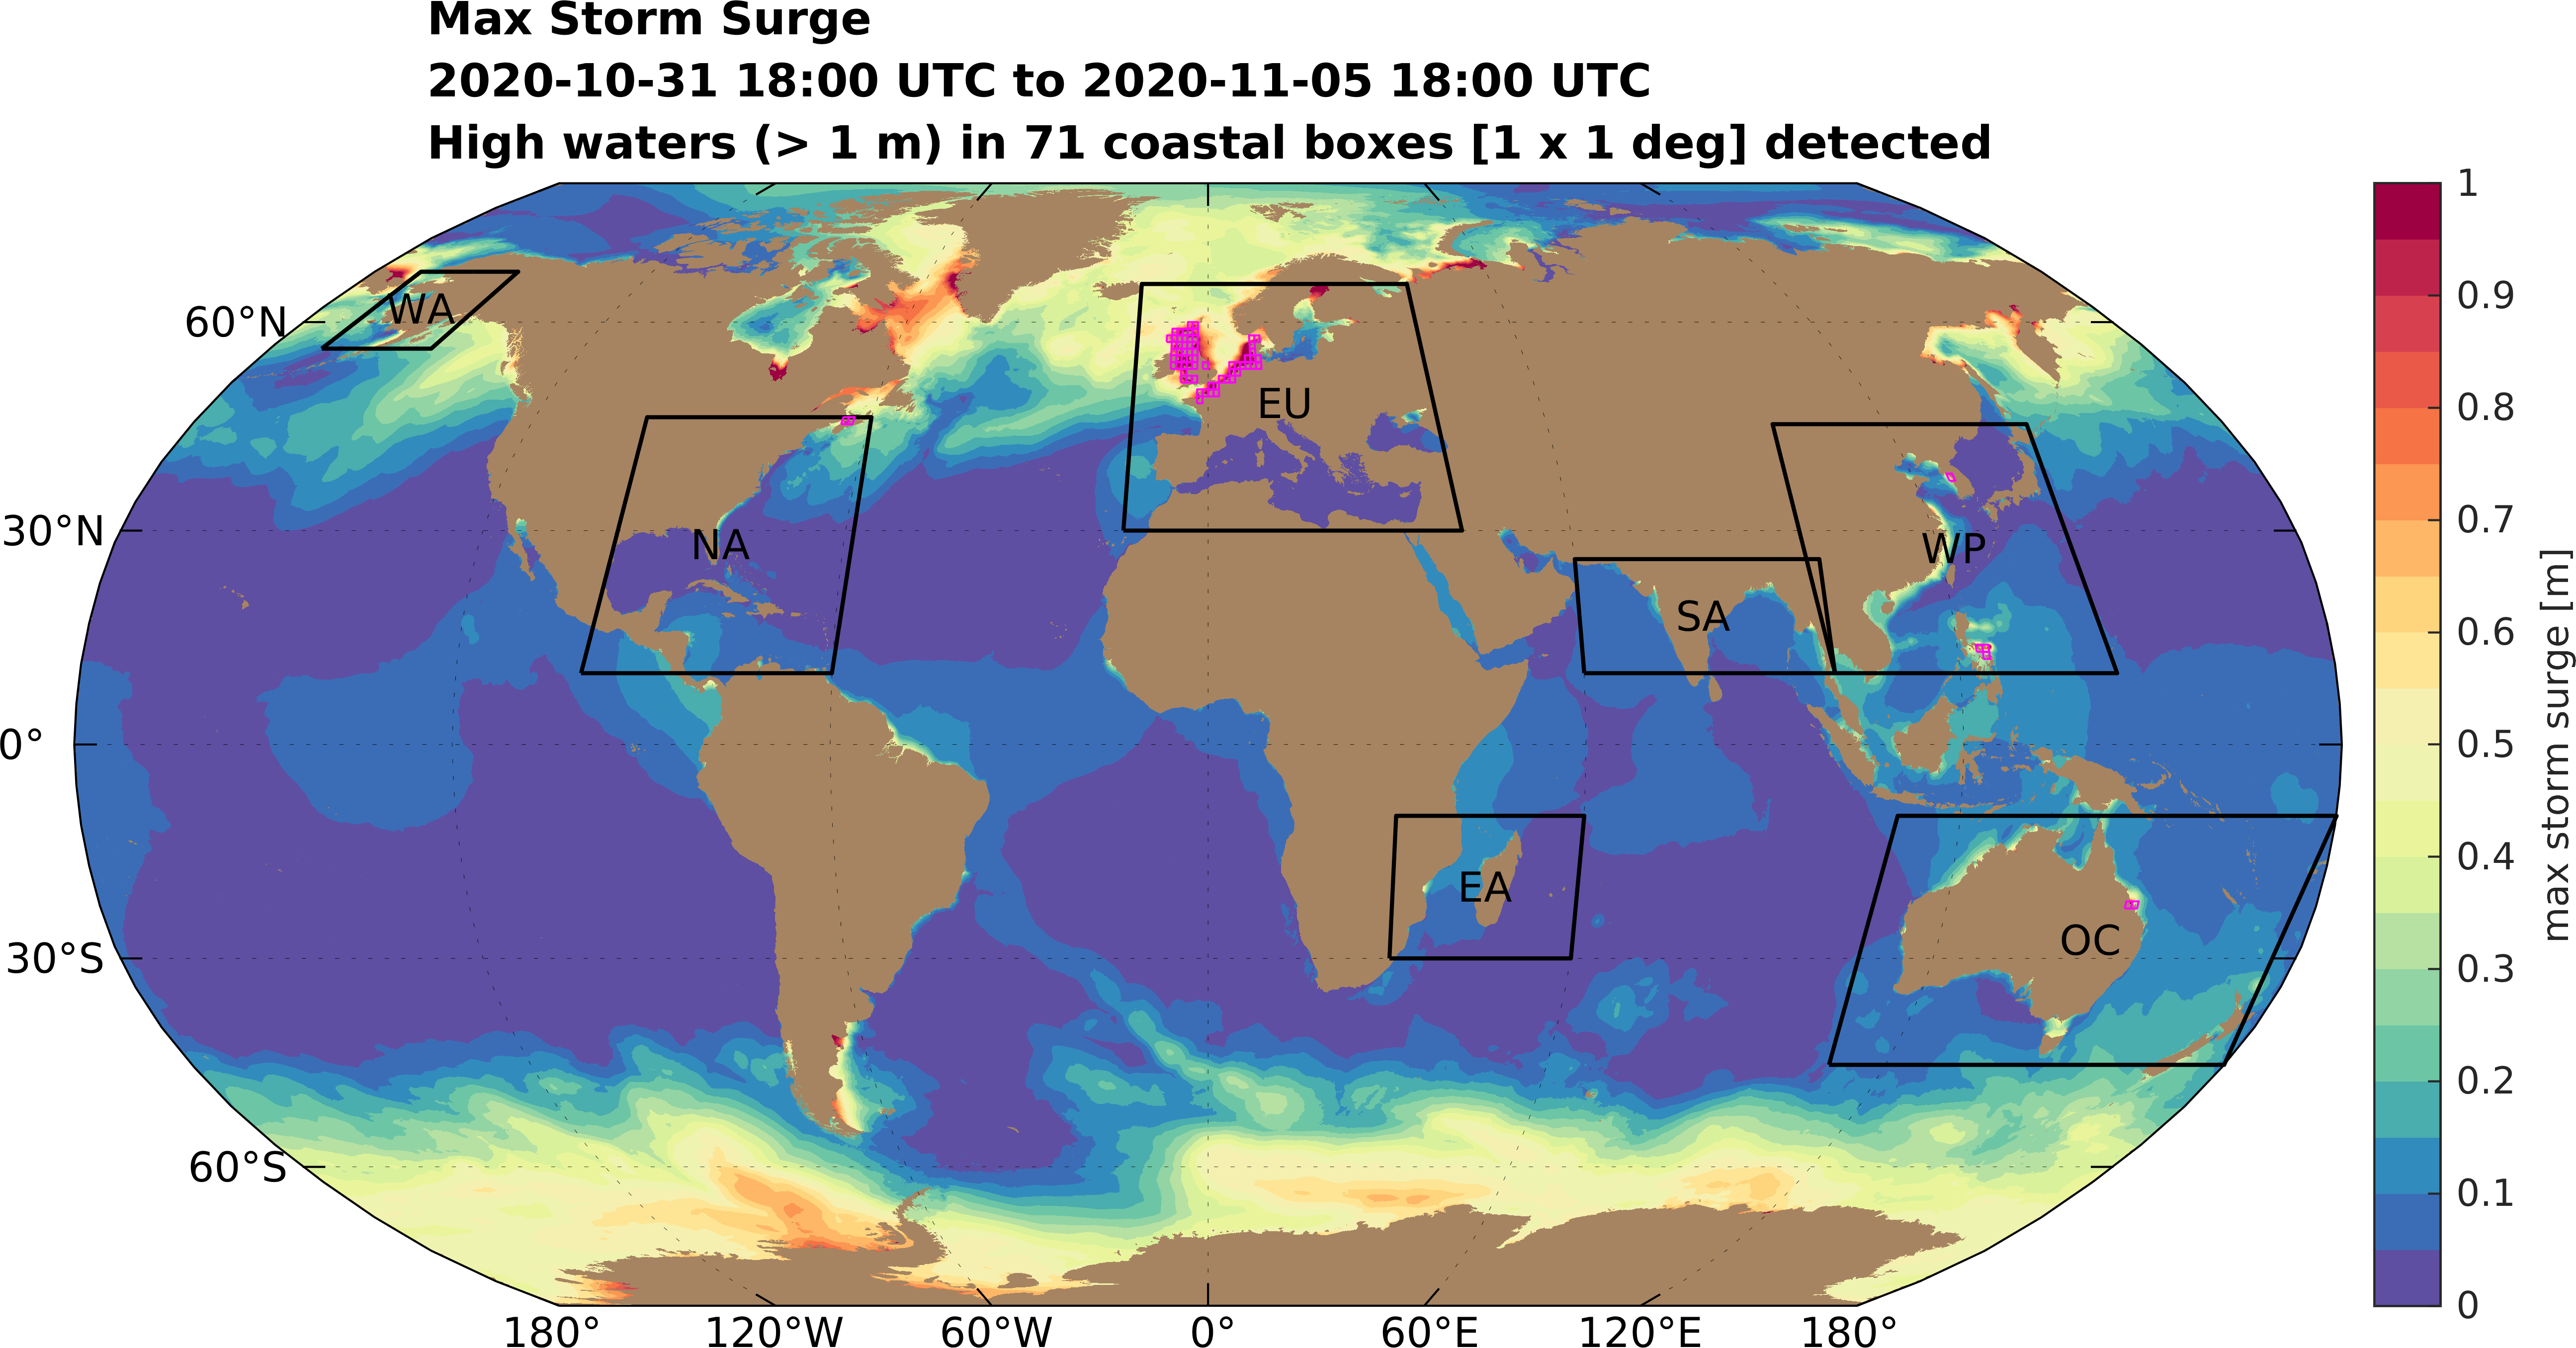 Max Storm Surge
2020-10-31 18:00 UTC to 2020-11-05 18:00 UTC
High waters (> 1 m) in 71 coastal boxes [1 x 1 deg] detected
60°N
30°N
0°
30°S
60°S
WA
NA
EU
SA
WP
EA
OC
180°
120°W
60°W
0°
60°E
120°E
180°
1
0.9
0.8
0.7
0.6
0.5
0.4
0.3
0.2
0.1
0
max storm surge [m]